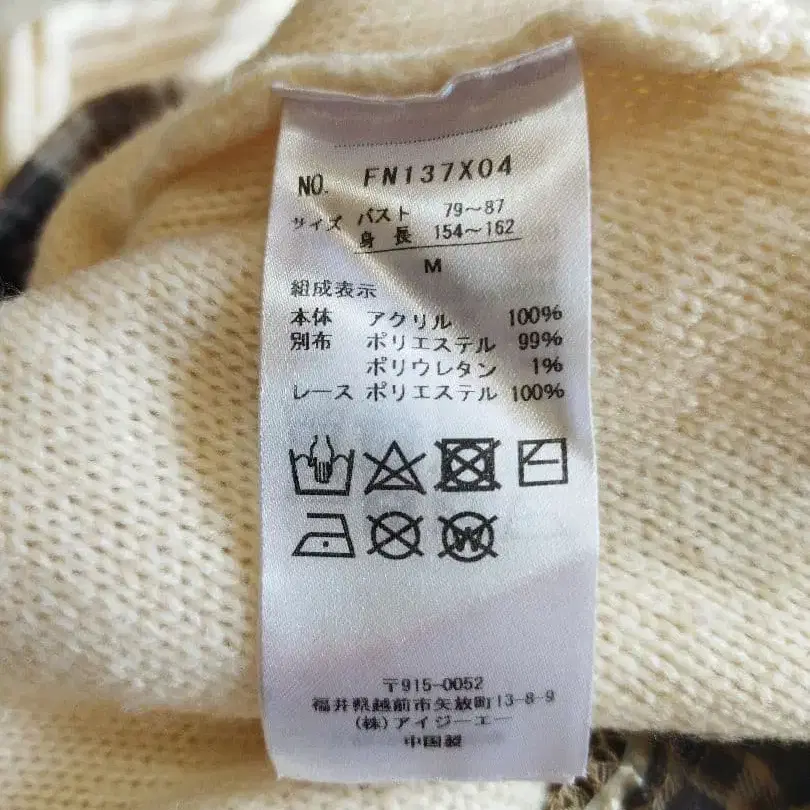 NO. FN137X04
サイズ バスト 79~87
身長 154~162
M
組成表示
本体 アクリル 100%
別布 ポリエステル 99%
ポリウレタン 1%
レース ポリエステル 100%
W
〒915-0052
福井県越前市矢放町13-8-9
(株)アイジーエー
中国製